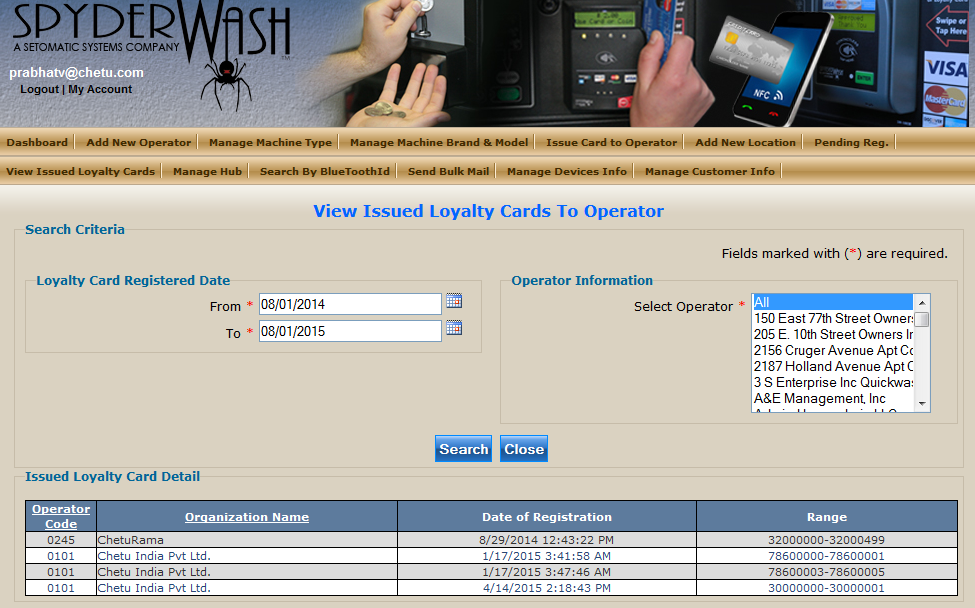 SPYDERWASH
A SETOMATIC SYSTEMS COMPANY
TM
prabhatv@chetu.com
Logout | My Account
Swipe or
Tap Here
VISA
MasterCard
NFC
ENTER
Dashboard Add New Operator Manage Machine Type Manage Machine Brand & Model Issue Card to Operator Add New Location Pending Reg.
View Issued Loyalty Cards Manage Hub Search By BlueToothId Send Bulk Mail Manage Devices Info Manage Customer Info
View Issued Loyalty Cards To Operator
Search Criteria
Fields marked with (*) are required.
Loyalty Card Registered Date
From * 08/01/2014
To * 08/01/2015
Operator Information
Select Operator *
All
150 East 77th Street Owners
205 E. 10th Street Owners In
2156 Cruger Avenue Apt Co
2187 Holland Avenue Apt C
3 S Enterprise Inc Quickwas
A&E Management, Inc
Search Close
Issued Loyalty Card Detail
Operator Code Organization Name Date of Registration Range
0245 ChetuRama 8/29/2014 12:43:22 PM 32000000-32000499
0101 Chetu India Pvt Ltd. 1/17/2015 3:41:58 AM 78600000-78600001
0101 Chetu India Pvt Ltd. 1/17/2015 3:47:46 AM 78600003-78600005
0101 Chetu India Pvt Ltd. 4/14/2015 2:18:43 PM 30000000-30000001